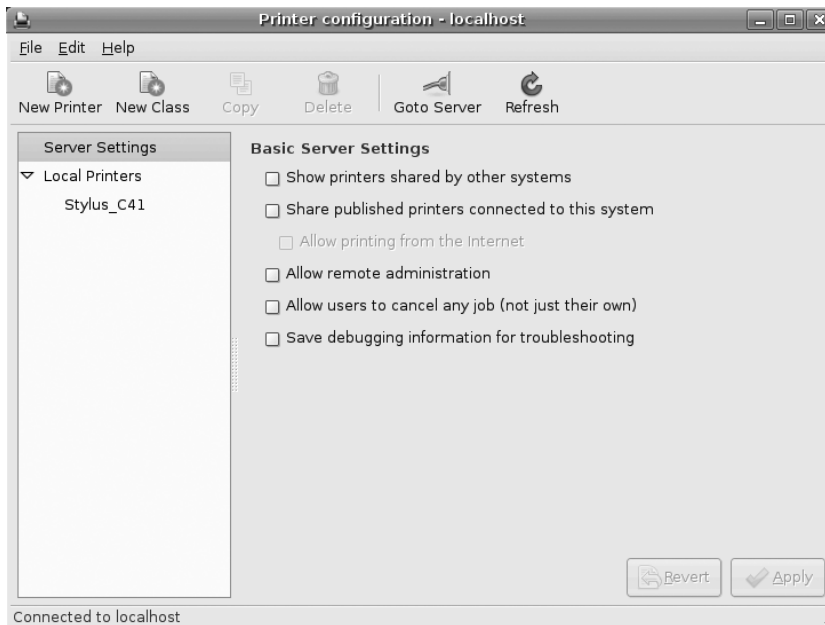 Printer configuration - localhost
File Edit Help
New Printer New Class Copy Delete Goto Server Refresh
Server Settings
Local Printers
Stylus_C41
Basic Server Settings
Show printers shared by other systems
Share published printers connected to this system
Allow printing from the Internet
Allow remote administration
Allow users to cancel any job (not just their own)
Save debugging information for troubleshooting
Revert Apply
Connected to localhost